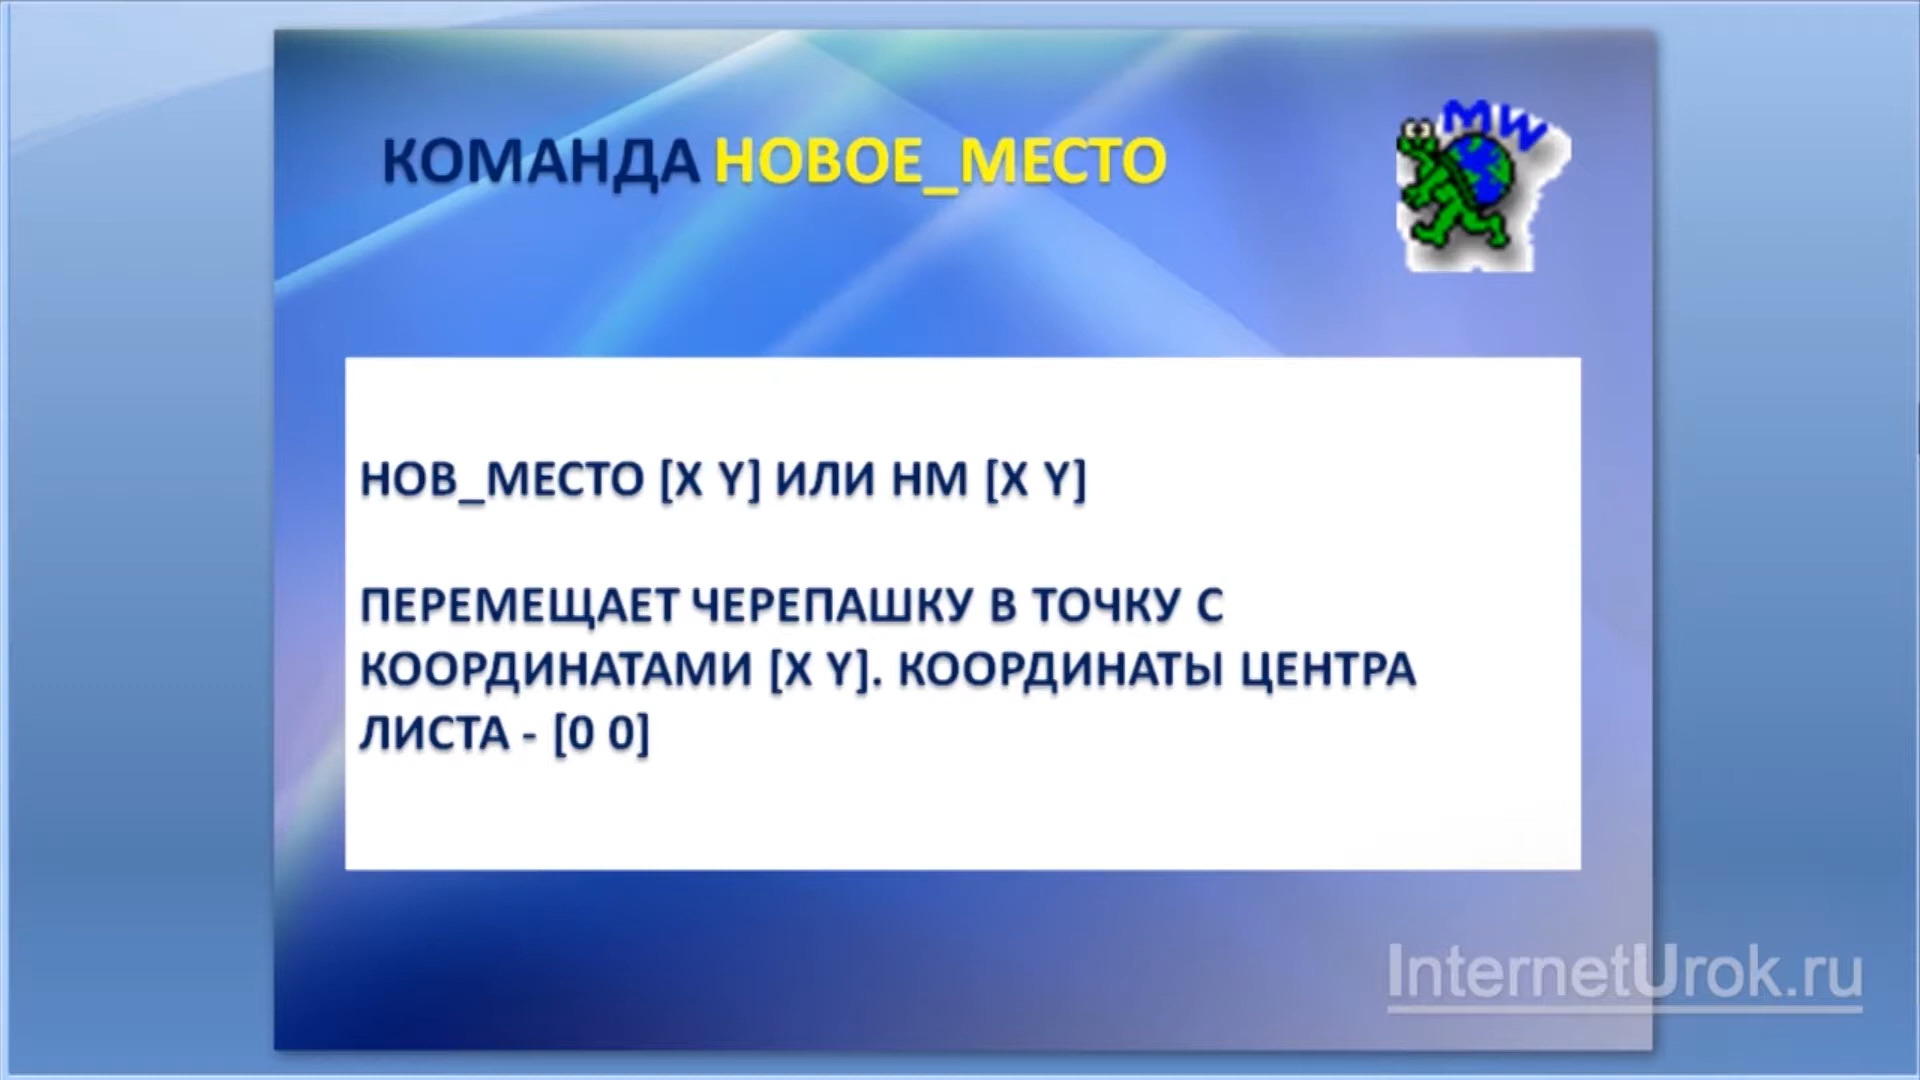 КОМАНДА НОВОЕ_МЕСТО
MW
НОВ_МЕСТО [X Y] ИЛИ НМ [X Y]
ПЕРЕМЕЩАЕТ ЧЕРЕПАШКУ В ТОЧКУ С
КООРДИНАТАМИ [X Y]. КООРДИНАТЫ ЦЕНТРА
ЛИСТА - [0 0]
InternetUrok.ru